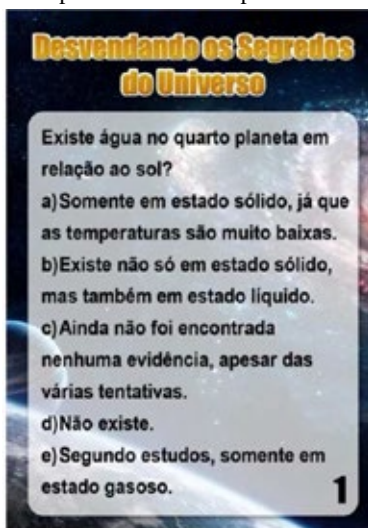 Desvendando os Segredos
do Universo
Existe água no quarto planeta em
relação ao sol?
a)Somente em estado sólido, já que
as temperaturas são muito baixas.
b)Existe não só em estado sólido,
mas também em estado líquido.
c)Ainda não foi encontrada
nenhuma evidência, apesar das
várias tentativas.
d)Não existe.
e)Segundo estudos, somente em
estado gasoso.
1